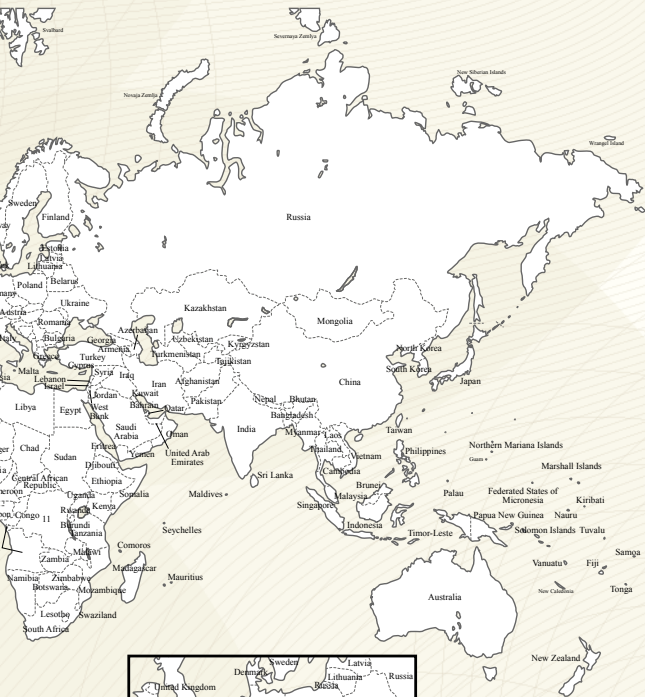 Svalbard
Severnaya Zemlya
New Siberian Islands
Novaja Zemlja
Wrangel Island
Sweden
Finland
Russia
Estonia
Latvia
Lithuania
Belarus
Poland
Ukraine
Austria
Kazakhstan
Mongolia
Romania
Italy
Bulgaria
Georgia
Azerbaijan
Armenia
Uzbekistan
Kyrgyzstan
North Korea
Greece
Turkey
Turkmenistan
Tajikistan
South Korea
Japan
China
Malta
Cyprus
Syria
Lebanon
Israel
Iraq
Iran
Afghanistan
Jordan
Kuwait
Pakistan
Nepal
Bhutan
Libya
Egypt
West
Bank
Bahrain
Qatar
Bangladesh
Saudi
Arabia
India
Myanmar
Laos
Taiwan
Oman
Chad
Sudan
Eritrea
Yemen
United Arab
Emirates
Thailand
Vietnam
Philippines
Northern Mariana Islands
Guam
Marshall Islands
Djibouti
Cambodia
Central African
Republic
Ethiopia
Somalia
Sri Lanka
Maldives
Brunei
Malaysia
Palau
Federated States of
Micronesia
Kiribati
Uganda
Kenya
Singapore
Congo
11
Rwanda
Burundi
Tanzania
Seychelles
Indonesia
Papua New Guinea
Nauru
Timor-Leste
Solomon Islands
Tuvalu
Comoros
Malawi
Zambia
Madagascar
Mauritius
Samoa
Vanuatu
Fiji
Namibia
Zimbabwe
Botswana
Mozambique
New Caledonia
Tonga
Australia
Lesotho
Swaziland
South Africa
New Zealand
Sweden
Denmark
Latvia
Lithuania
Russia
Russia
United Kingdom